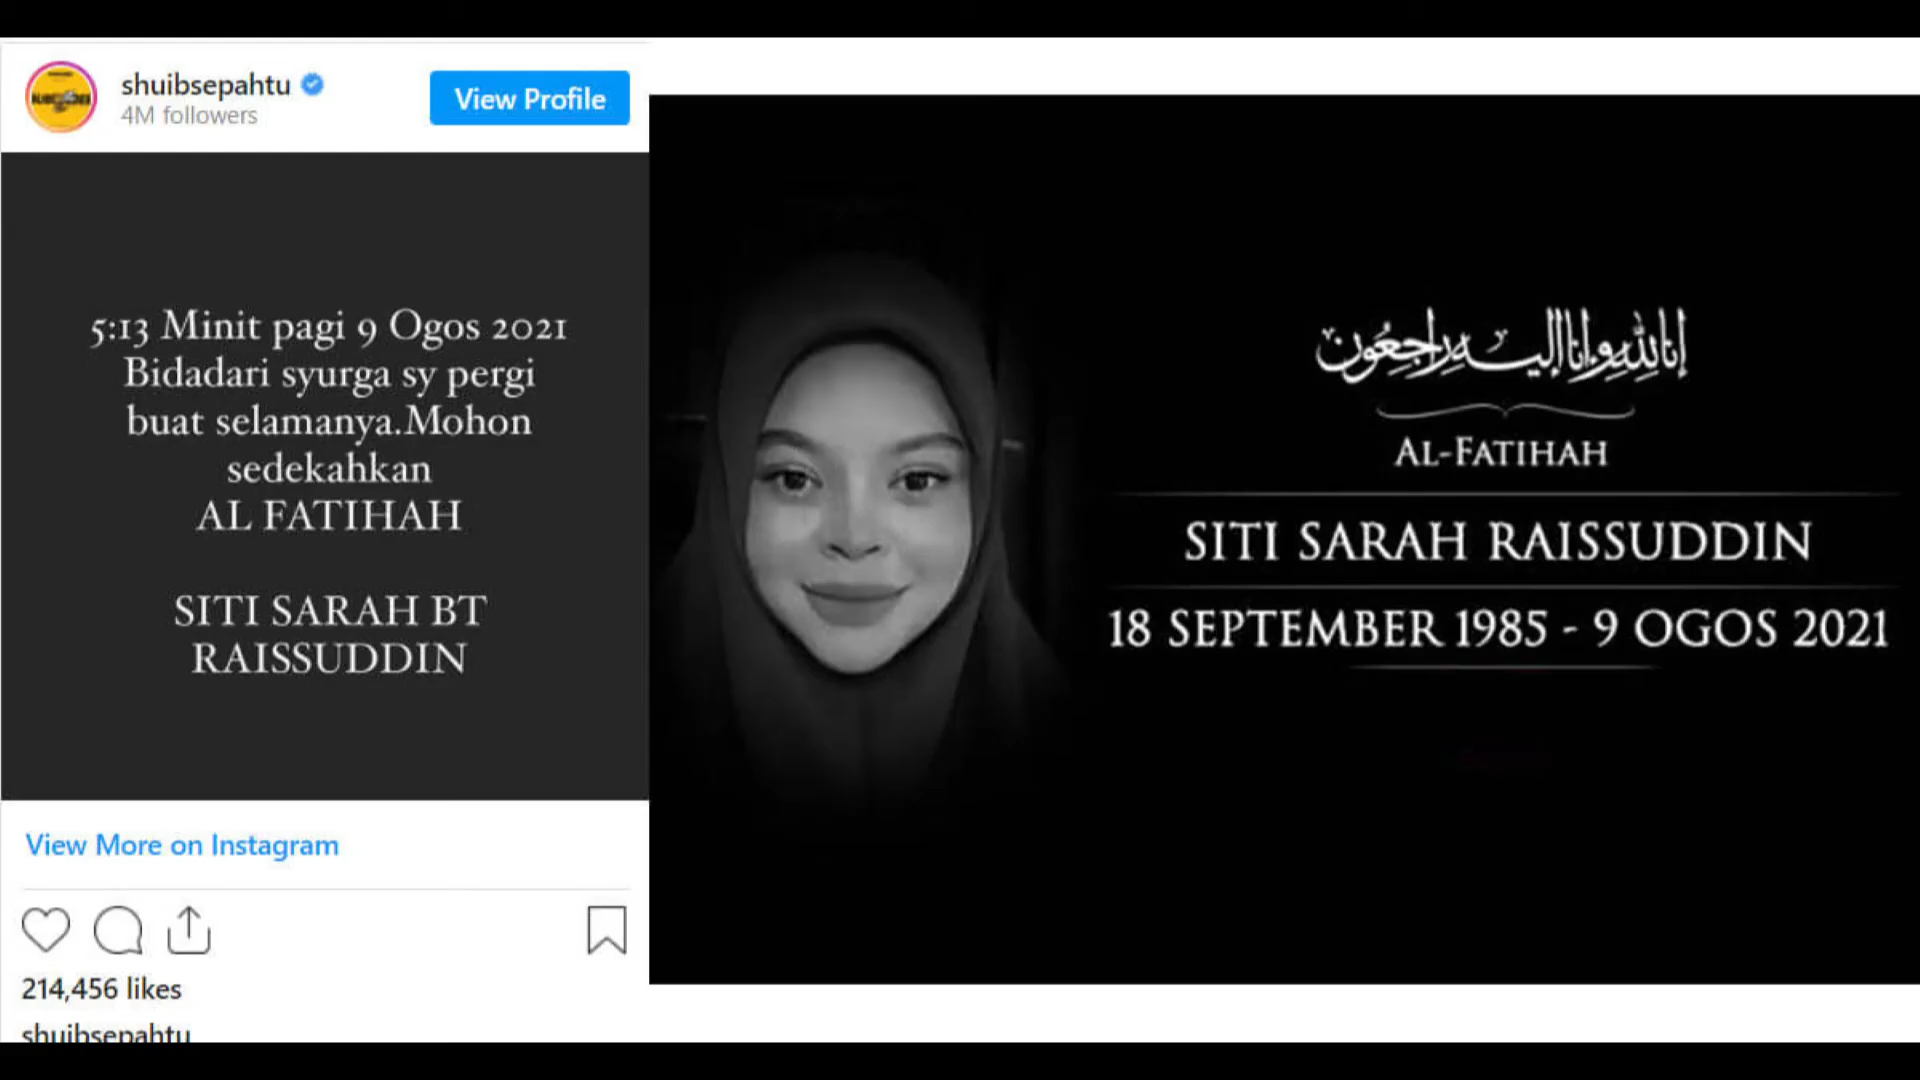 shuibsepahtu
4M followers
View Profile
5:13 Minit pagi 9 Ogos 2021
Bidadari syurga sy pergi
buat selamanya.Mohon
sedekahkan
AL FATIHAH
SITI SARAH BT
RAISSUDDIN
View More on Instagram
214,456 likes
shuibsepahtu
إنا لله وإنا إليه راجعون
AL-FATIHAH
SITI SARAH RAISSUDDIN
18 SEPTEMBER 1985 - 9 OGOS 2021